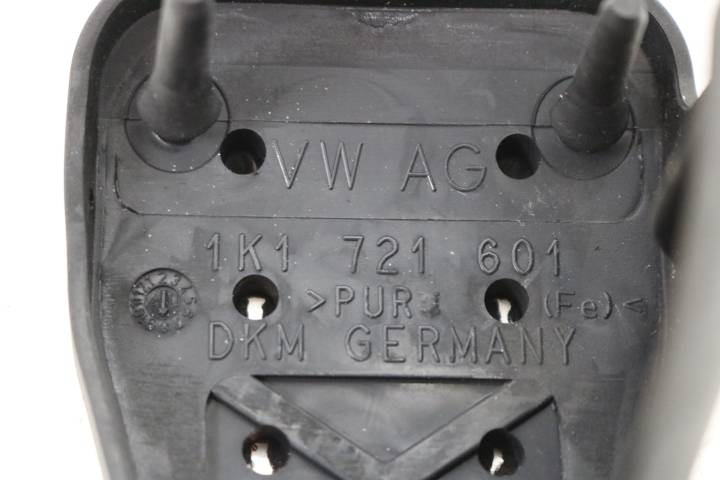 VW AG
1K1 721 601
>PUR (Fe)<
DKM GERMANY